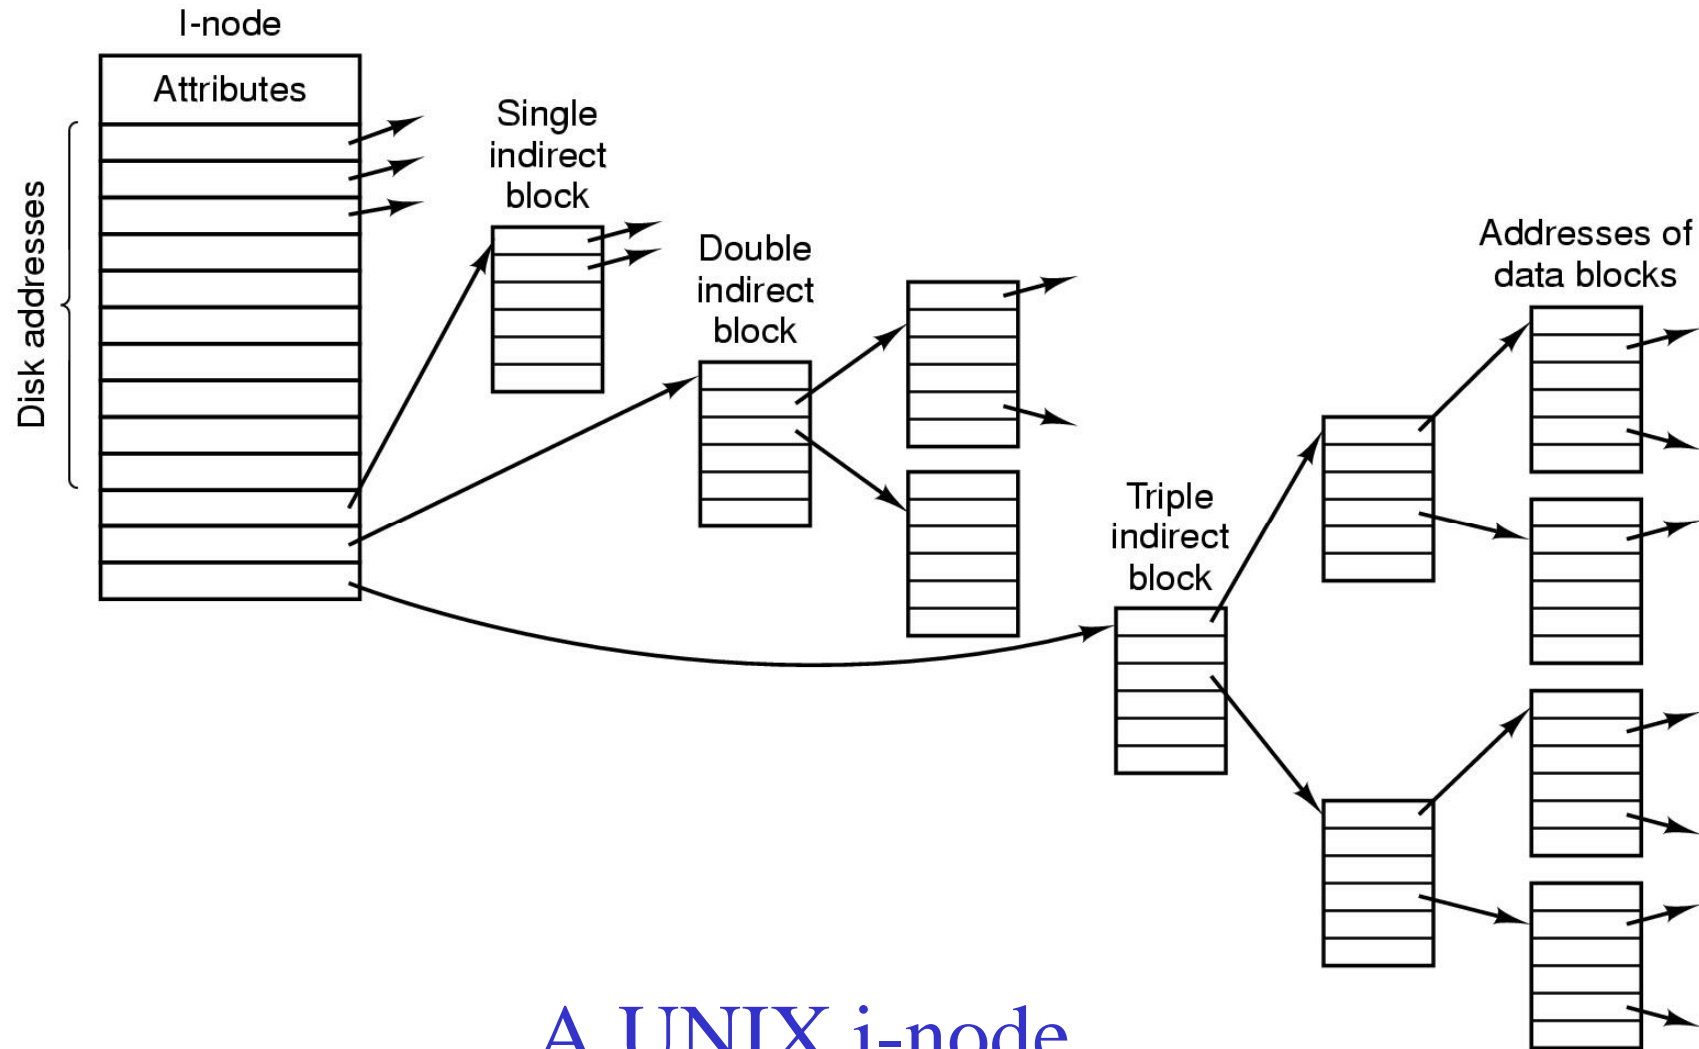 I-node
Attributes
Disk addresses
Single
indirect
block
Double
indirect
block
Triple
indirect
block
Addresses of
data blocks
A UNIX i-node